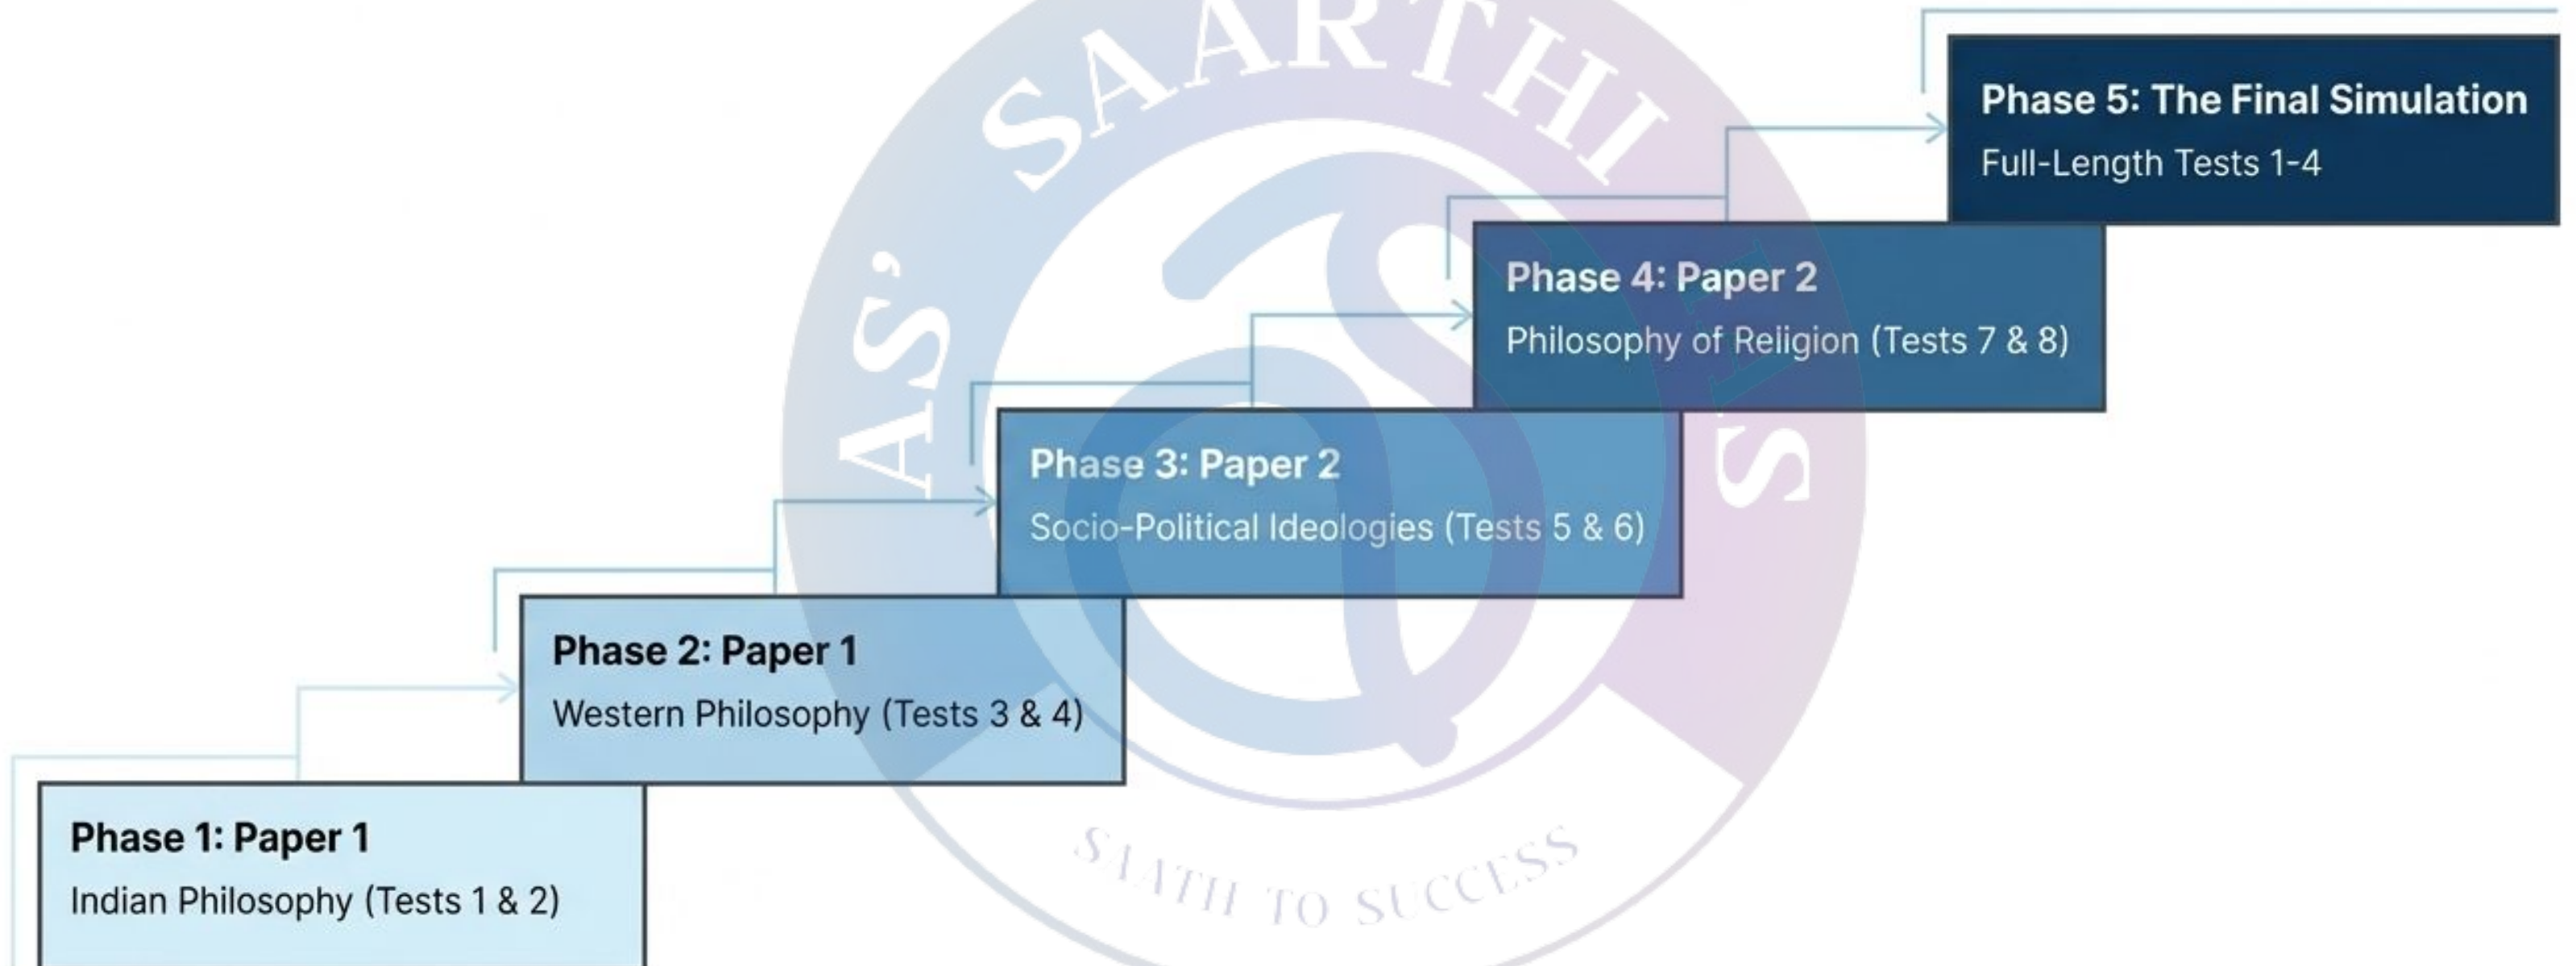 Phase 5: The Final Simulation
Full-Length Tests 1-4
Phase 4: Paper 2
Philosophy of Religion (Tests 7 & 8)
Phase 3: Paper 2
Socio-Political Ideologies (Tests 5 & 6)
Phase 2: Paper 1
Western Philosophy (Tests 3 & 4)
Phase 1: Paper 1
Indian Philosophy (Tests 1 & 2)
SAARTHI
AS'
SAATH TO SUCCESS